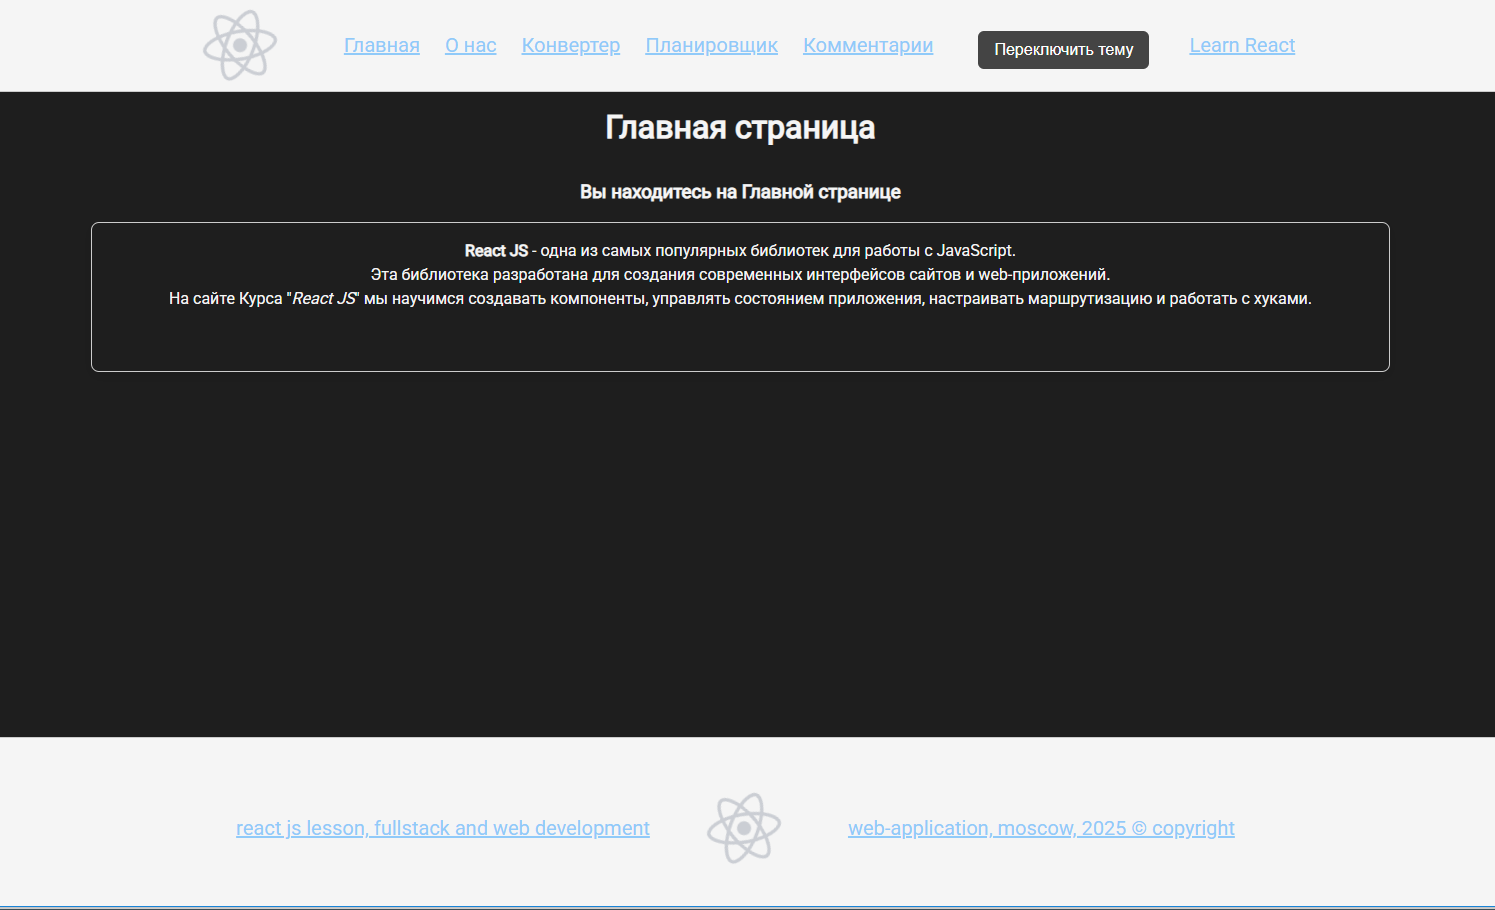 Главная О нас Конвертер Планировщик Комментарии Переключить тему Learn React
Главная страница
Вы находитесь на Главной странице
React JS - одна из самых популярных библиотек для работы с JavaScript.
Эта библиотека разработана для создания современных интерфейсов сайтов и web-приложений.
На сайте Курса "React JS" мы научимся создавать компоненты, управлять состоянием приложения, настраивать маршрутизацию и работать с хуками.
react js lesson, fullstack and web development web-application, moscow, 2025 © copyright